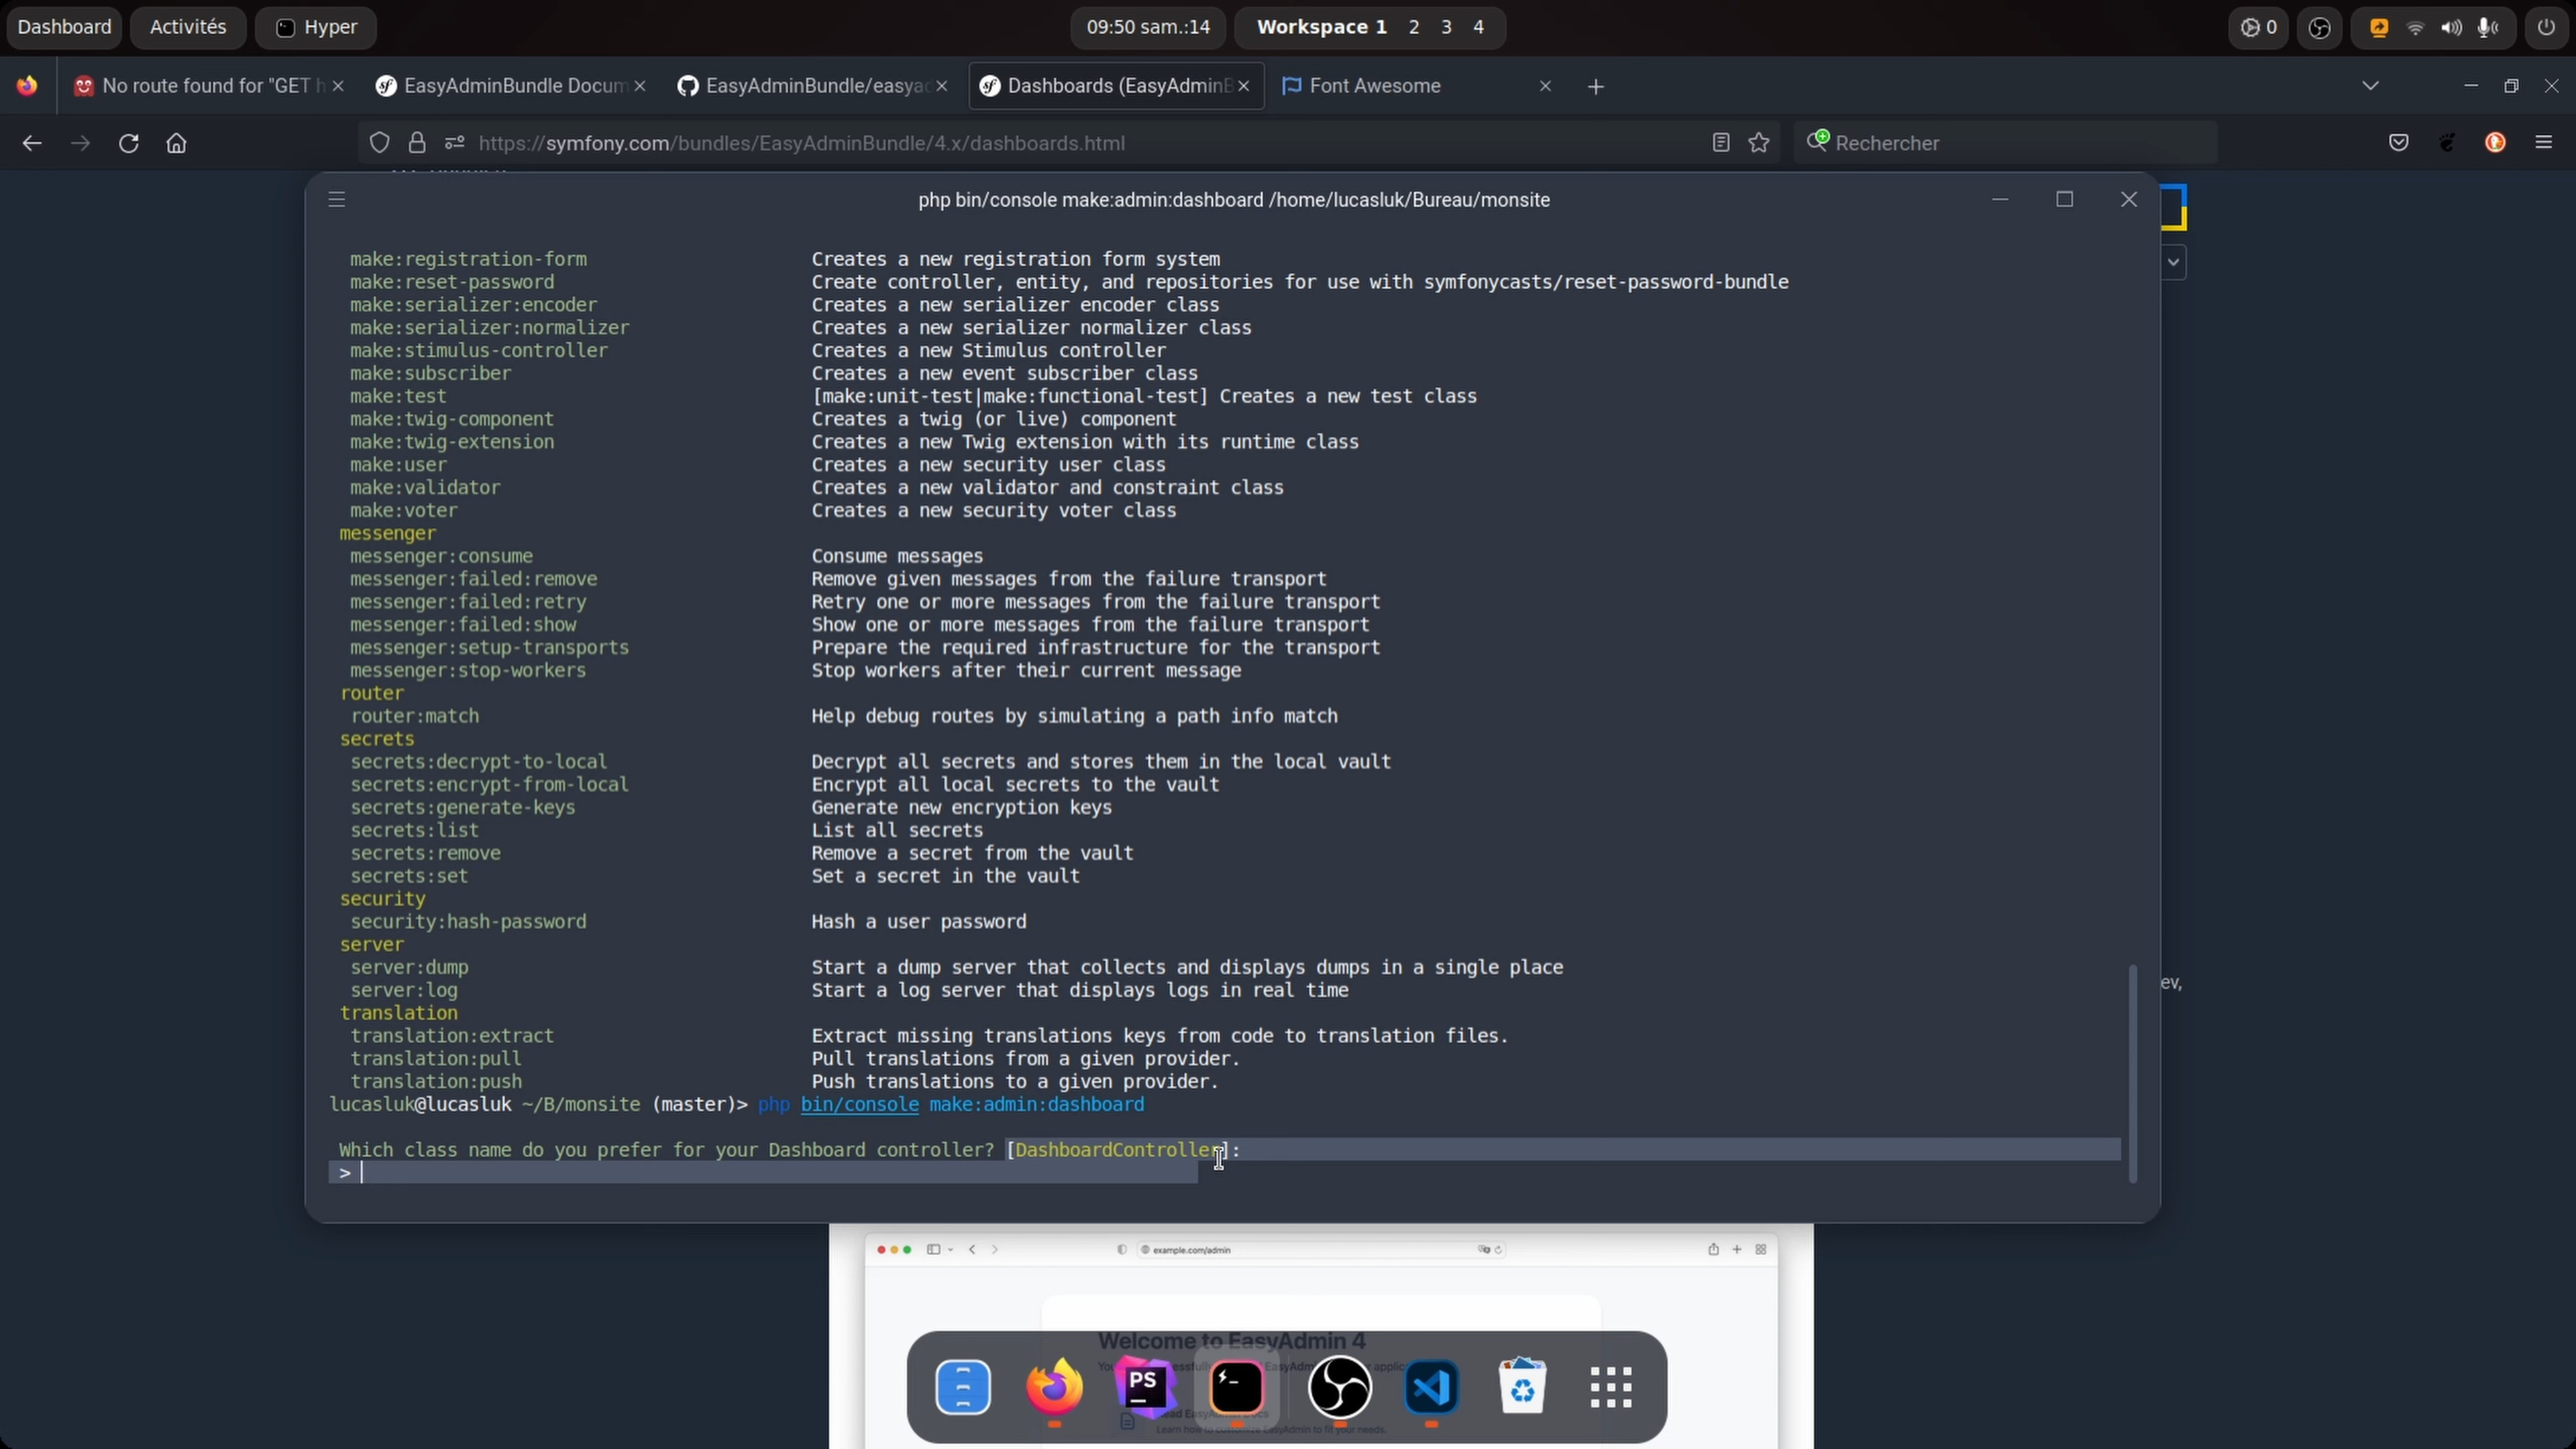 Dashboard Activités Hyper 09:50 sam.:14 Workspace 1 2 3 4 0
No route found for "GET h EasyAdminBundle Docum EasyAdminBundle/easyad Dashboards (EasyAdminB Font Awesome
https://symfony.com/bundles/EasyAdminBundle/4.x/dashboards.html Rechercher
php bin/console make:admin:dashboard /home/lucasluk/Bureau/monsite
make:registration-form Creates a new registration form system
make:reset-password Create controller, entity, and repositories for use with symfonycasts/reset-password-bundle
make:serializer:encoder Creates a new serializer encoder class
make:serializer:normalizer Creates a new serializer normalizer class
make:stimulus-controller Creates a new Stimulus controller
make:subscriber Creates a new event subscriber class
make:test [make:unit-test|make:functional-test] Creates a new test class
make:twig-component Creates a twig (or live) component
make:twig-extension Creates a new Twig extension with its runtime class
make:user Creates a new security user class
make:validator Creates a new validator and constraint class
make:voter Creates a new security voter class
messenger
messenger:consume Consume messages
messenger:failed:remove Remove given messages from the failure transport
messenger:failed:retry Retry one or more messages from the failure transport
messenger:failed:show Show one or more messages from the failure transport
messenger:setup-transports Prepare the required infrastructure for the transport
messenger:stop-workers Stop workers after their current message
router
router:match Help debug routes by simulating a path info match
secrets
secrets:decrypt-to-local Decrypt all secrets and stores them in the local vault
secrets:encrypt-from-local Encrypt all local secrets to the vault
secrets:generate-keys Generate new encryption keys
secrets:list List all secrets
secrets:remove Remove a secret from the vault
secrets:set Set a secret in the vault
security
security:hash-password Hash a user password
server
server:dump Start a dump server that collects and displays dumps in a single place
ev,
server:log Start a log server that displays logs in real time
translation
translation:extract Extract missing translations keys from code to translation files.
translation:pull Pull translations from a given provider.
translation:push Push translations to a given provider.
lucasluk@lucasluk ~/B/monsite (master)> php bin/console make:admin:dashboard
Which class name do you prefer for your Dashboard controller? [DashboardController]:
>
example.com/admin
Welcome to EasyAdmin 4
PS
Learn how to customize EasyAdmin to fit your needs.